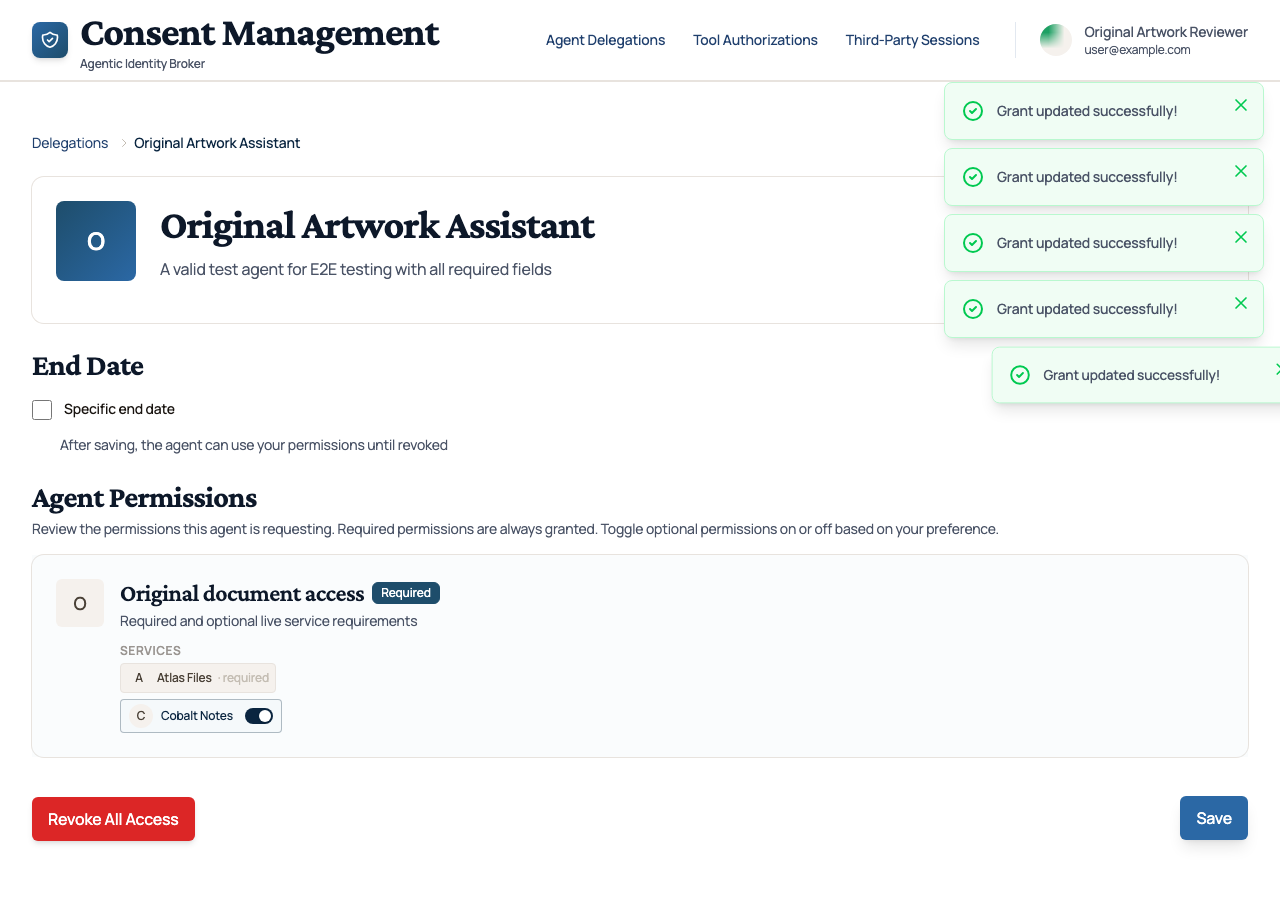 Consent Management
Agentic Identity Broker
Agent Delegations
Tool Authorizations
Third-Party Sessions
Original Artwork Reviewer
user@example.com
Grant updated successfully!
Grant updated successfully!
Grant updated successfully!
Grant updated successfully!
Grant updated successfully!
Delegations
Original Artwork Assistant
O
Original Artwork Assistant
A valid test agent for E2E testing with all required fields
End Date
Specific end date
After saving, the agent can use your permissions until revoked
Agent Permissions
Review the permissions this agent is requesting. Required permissions are always granted. Toggle optional permissions on or off based on your preference.
O
Original document access
Required
Required and optional live service requirements
SERVICES
A Atlas Files · required
C Cobalt Notes
Revoke All Access
Save